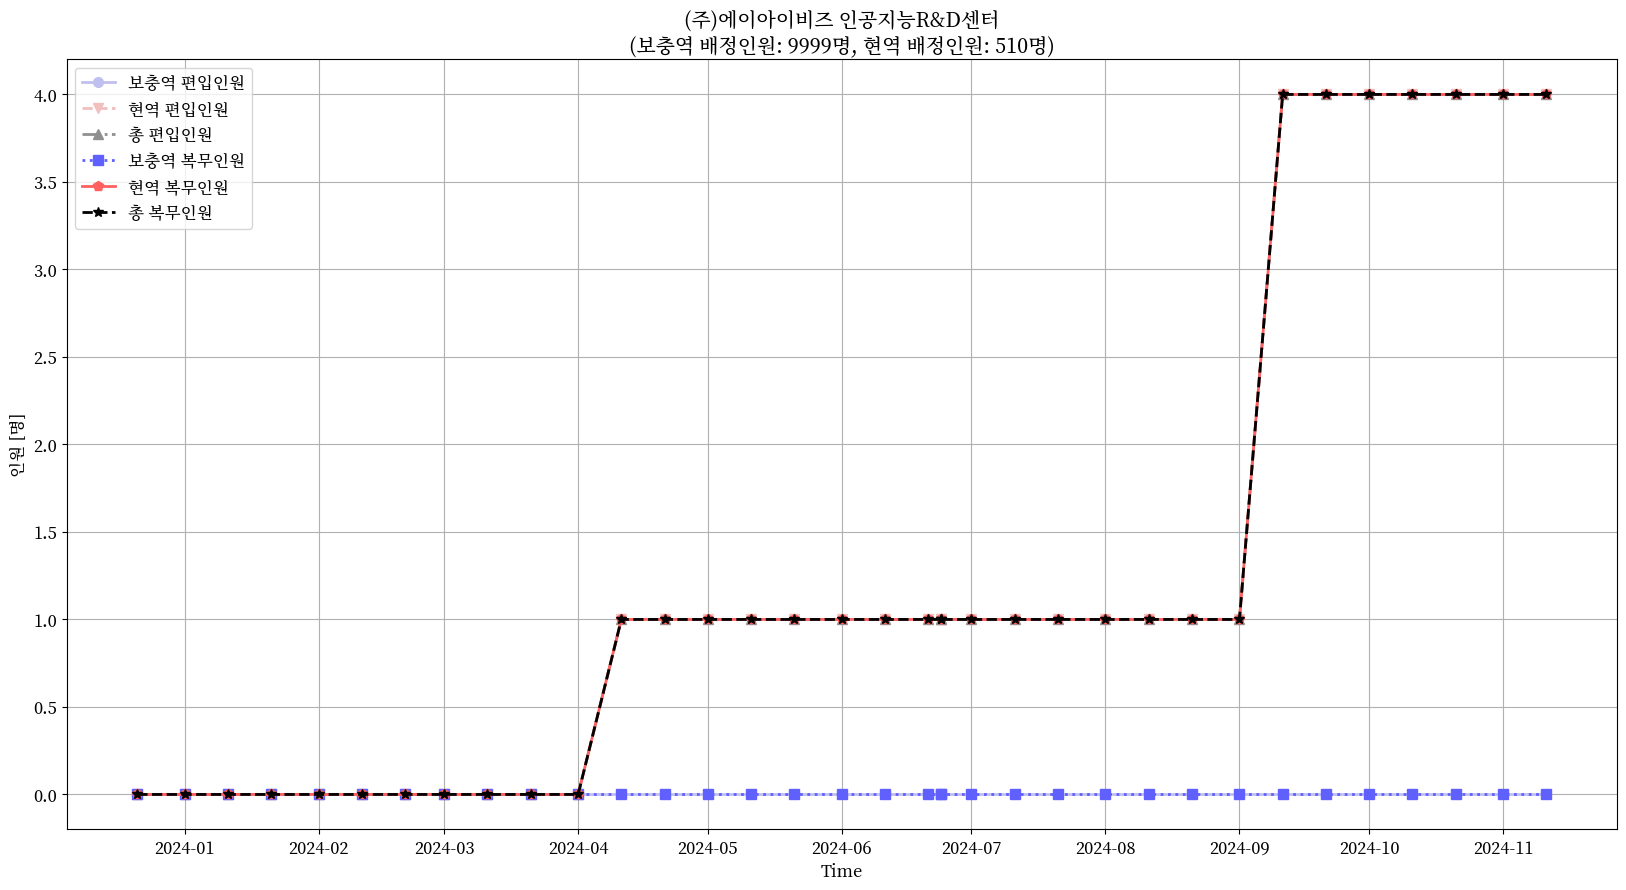 (주)에이아이비즈 인공지능R&D센터
(보충역 배정인원: 9999명, 현역 배정인원: 510명)
보충역 편입인원
현역 편입인원
총 편입인원
보충역 복무인원
현역 복무인원
총 복무인원
인원 [명]
4.0
3.5
3.0
2.5
2.0
1.5
1.0
0.5
0.0
2024-01
2024-02
2024-03
2024-04
2024-05
2024-06
2024-07
2024-08
2024-09
2024-10
2024-11
Time